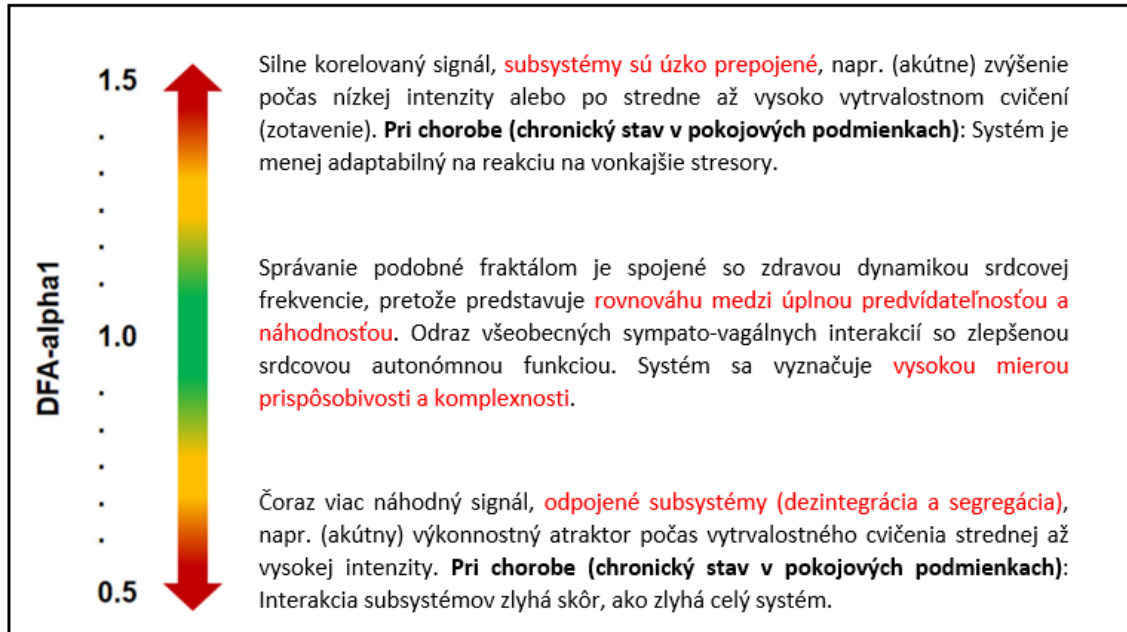 1.5
Silne korelovaný signál, subsystémy sú úzko prepojené, napr. (akútne) zvýšenie
počas nízkej intenzity alebo po stredne až vysoko vytrvalostnom cvičení
(zotavenie). Pri chorobe (chronický stav v pokojových podmienkach): Systém je
menej adaptabilný na reakciu na vonkajšie stresory.
DFA-alpha1
1.0
Správanie podobné fraktálom je spojené so zdravou dynamikou srdcovej
frekvencie, pretože predstavuje rovnováhu medzi úplnou predvídateľnosťou a
náhodnosťou. Odraz všeobecných sympato-vagálnych interakcií so zlepšenou
srdcovou autonómnou funkciou. Systém sa vyznačuje vysokou mierou
prispôsobivosti a komplexnosti.
Čoraz viac náhodný signál, odpojené subsystémy (dezintegrácia a segregácia),
napr. (akútny) výkonnostný atraktor počas vytrvalostného cvičenia strednej až
vysokej intenzity. Pri chorobe (chronický stav v pokojových podmienkach):
Interakcia subsystémov zlyhá skôr, ako zlyhá celý systém.
0.5